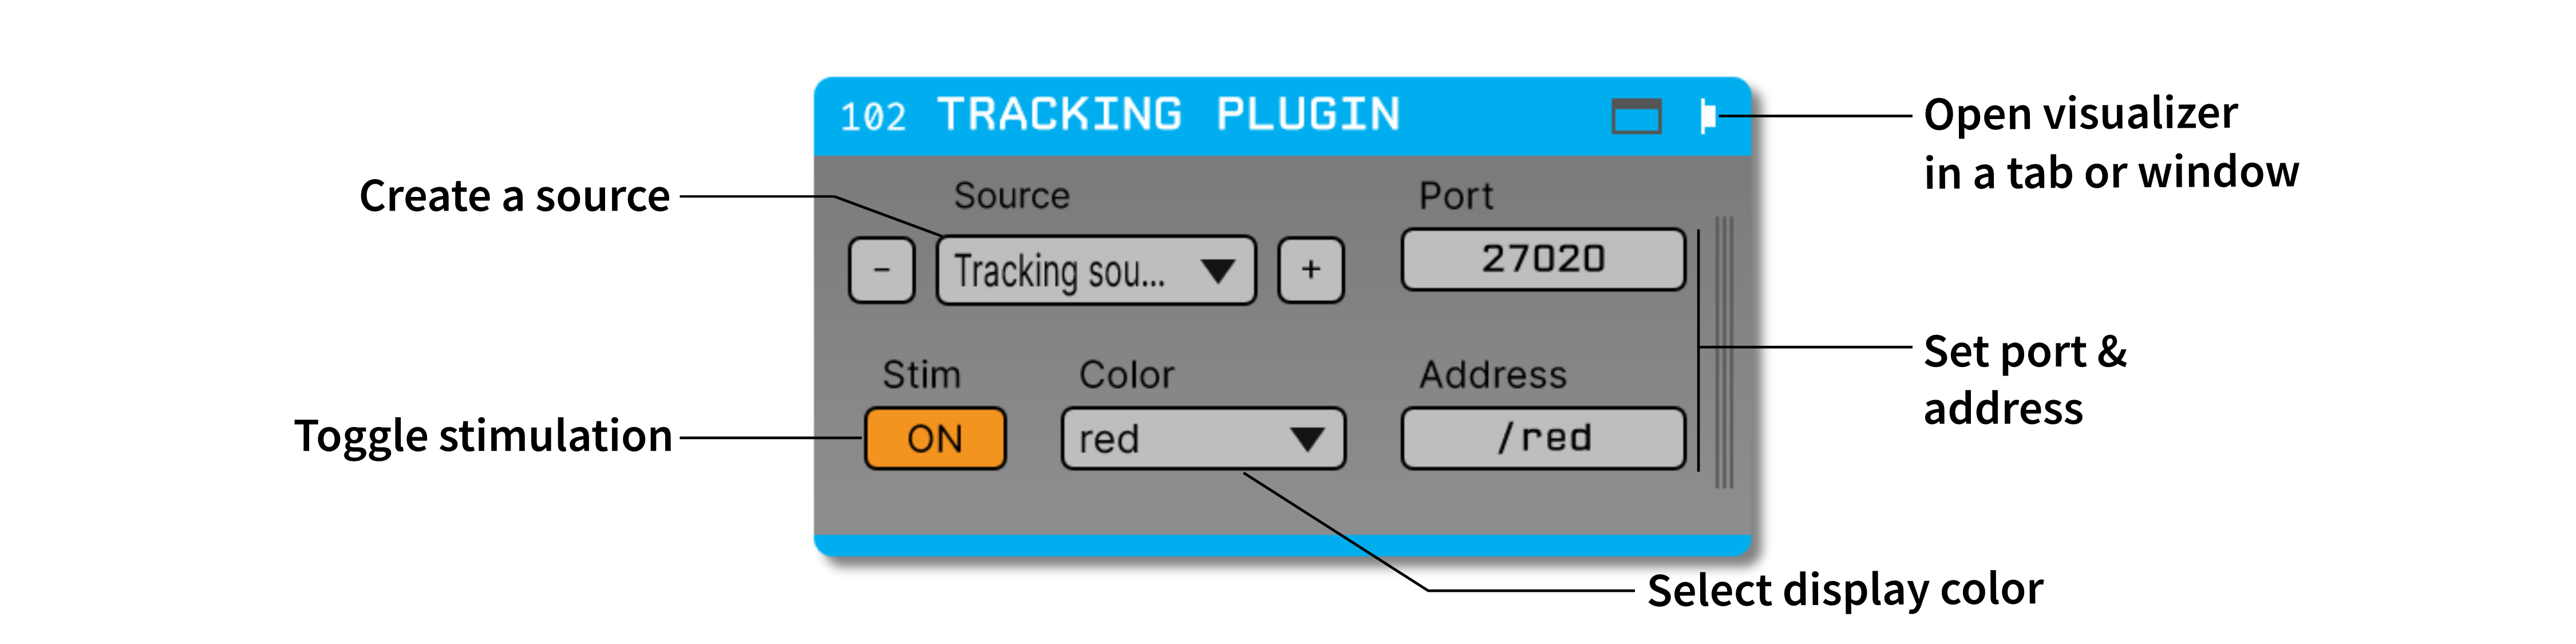 102 TRACKING PLUGIN
Open visualizer
in a tab or window
Create a source
Source
Port
-
Tracking sou...
+
27020
Set port &
address
Stim
Color
Address
Toggle stimulation
ON
red
/red
Select display color